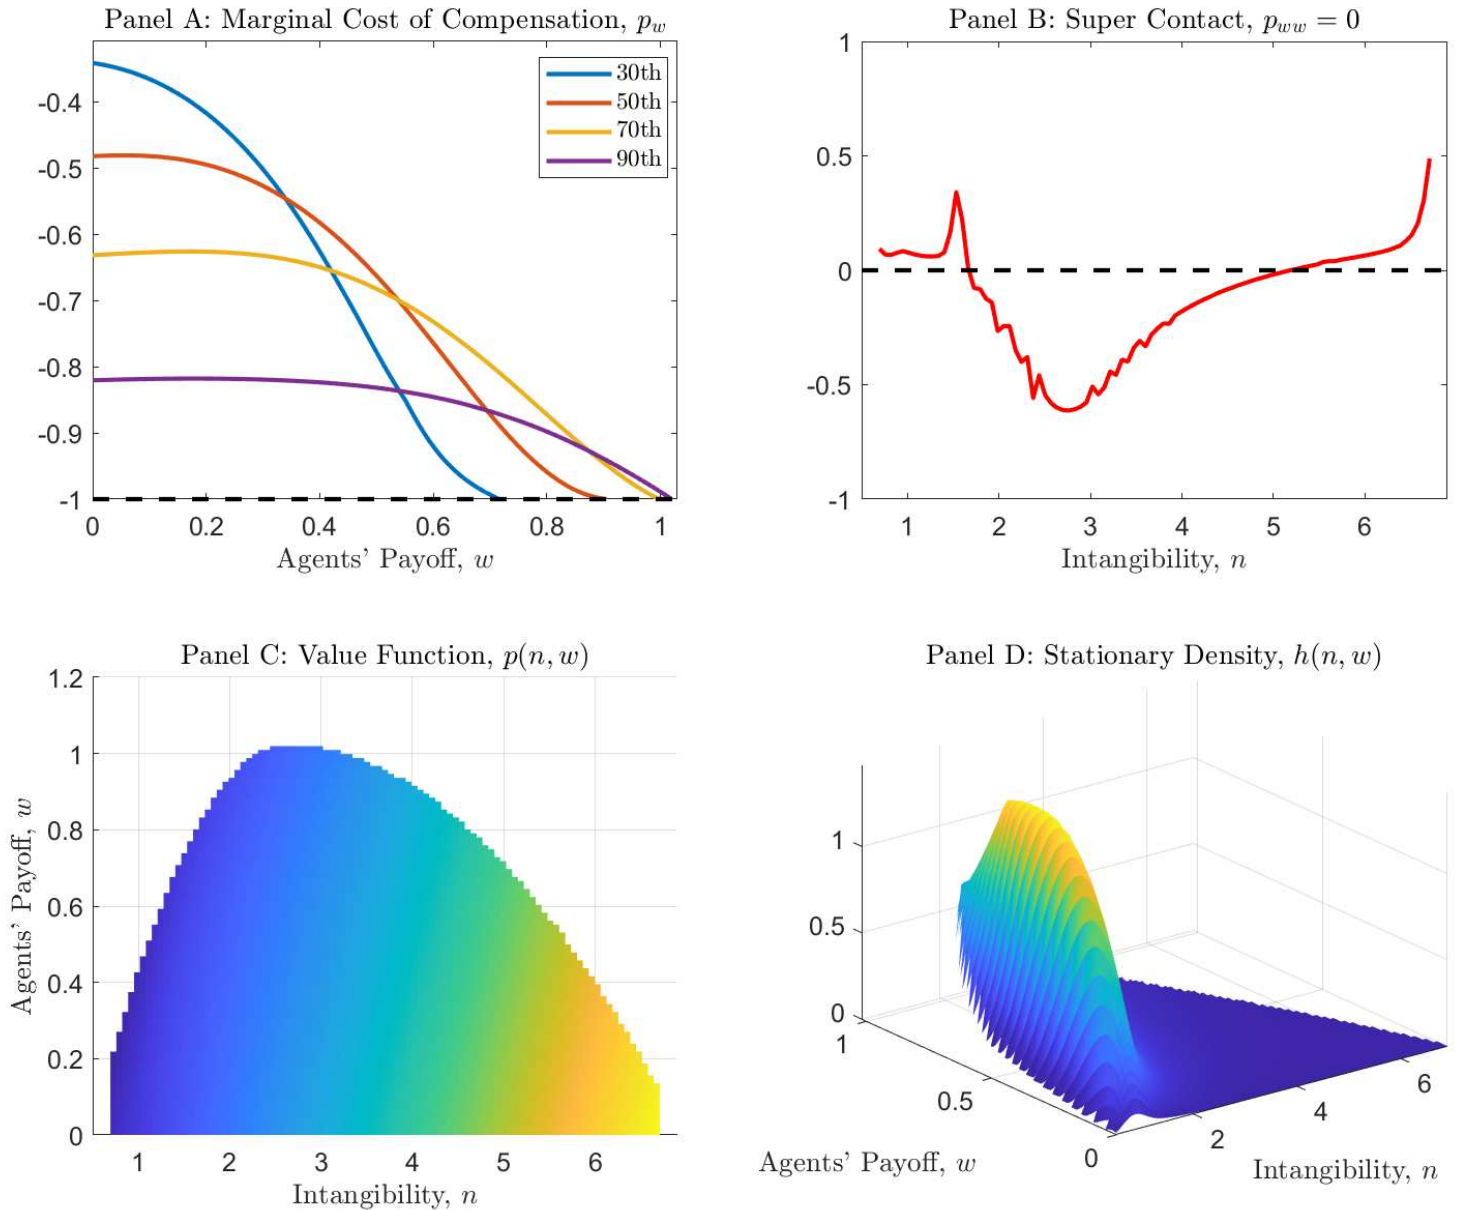 Panel A: Marginal Cost of Compensation, p_w
-0.4
-0.5
-0.6
-0.7
-0.8
-0.9
-1
0 0.2 0.4 0.6 0.8 1
Agents' Payoff, w
30th
50th
70th
90th
Panel B: Super Contact, p_{ww} = 0
1
0.5
0
-0.5
-1
1 2 3 4 5 6
Intangibility, n
Panel C: Value Function, p(n, w)
1.2
1
0.8
0.6
0.4
0.2
0
Agents' Payoff, w
1 2 3 4 5 6
Intangibility, n
Panel D: Stationary Density, h(n, w)
1
0.5
0
1
0.5
0
2
4
6
Agents' Payoff, w
Intangibility, n